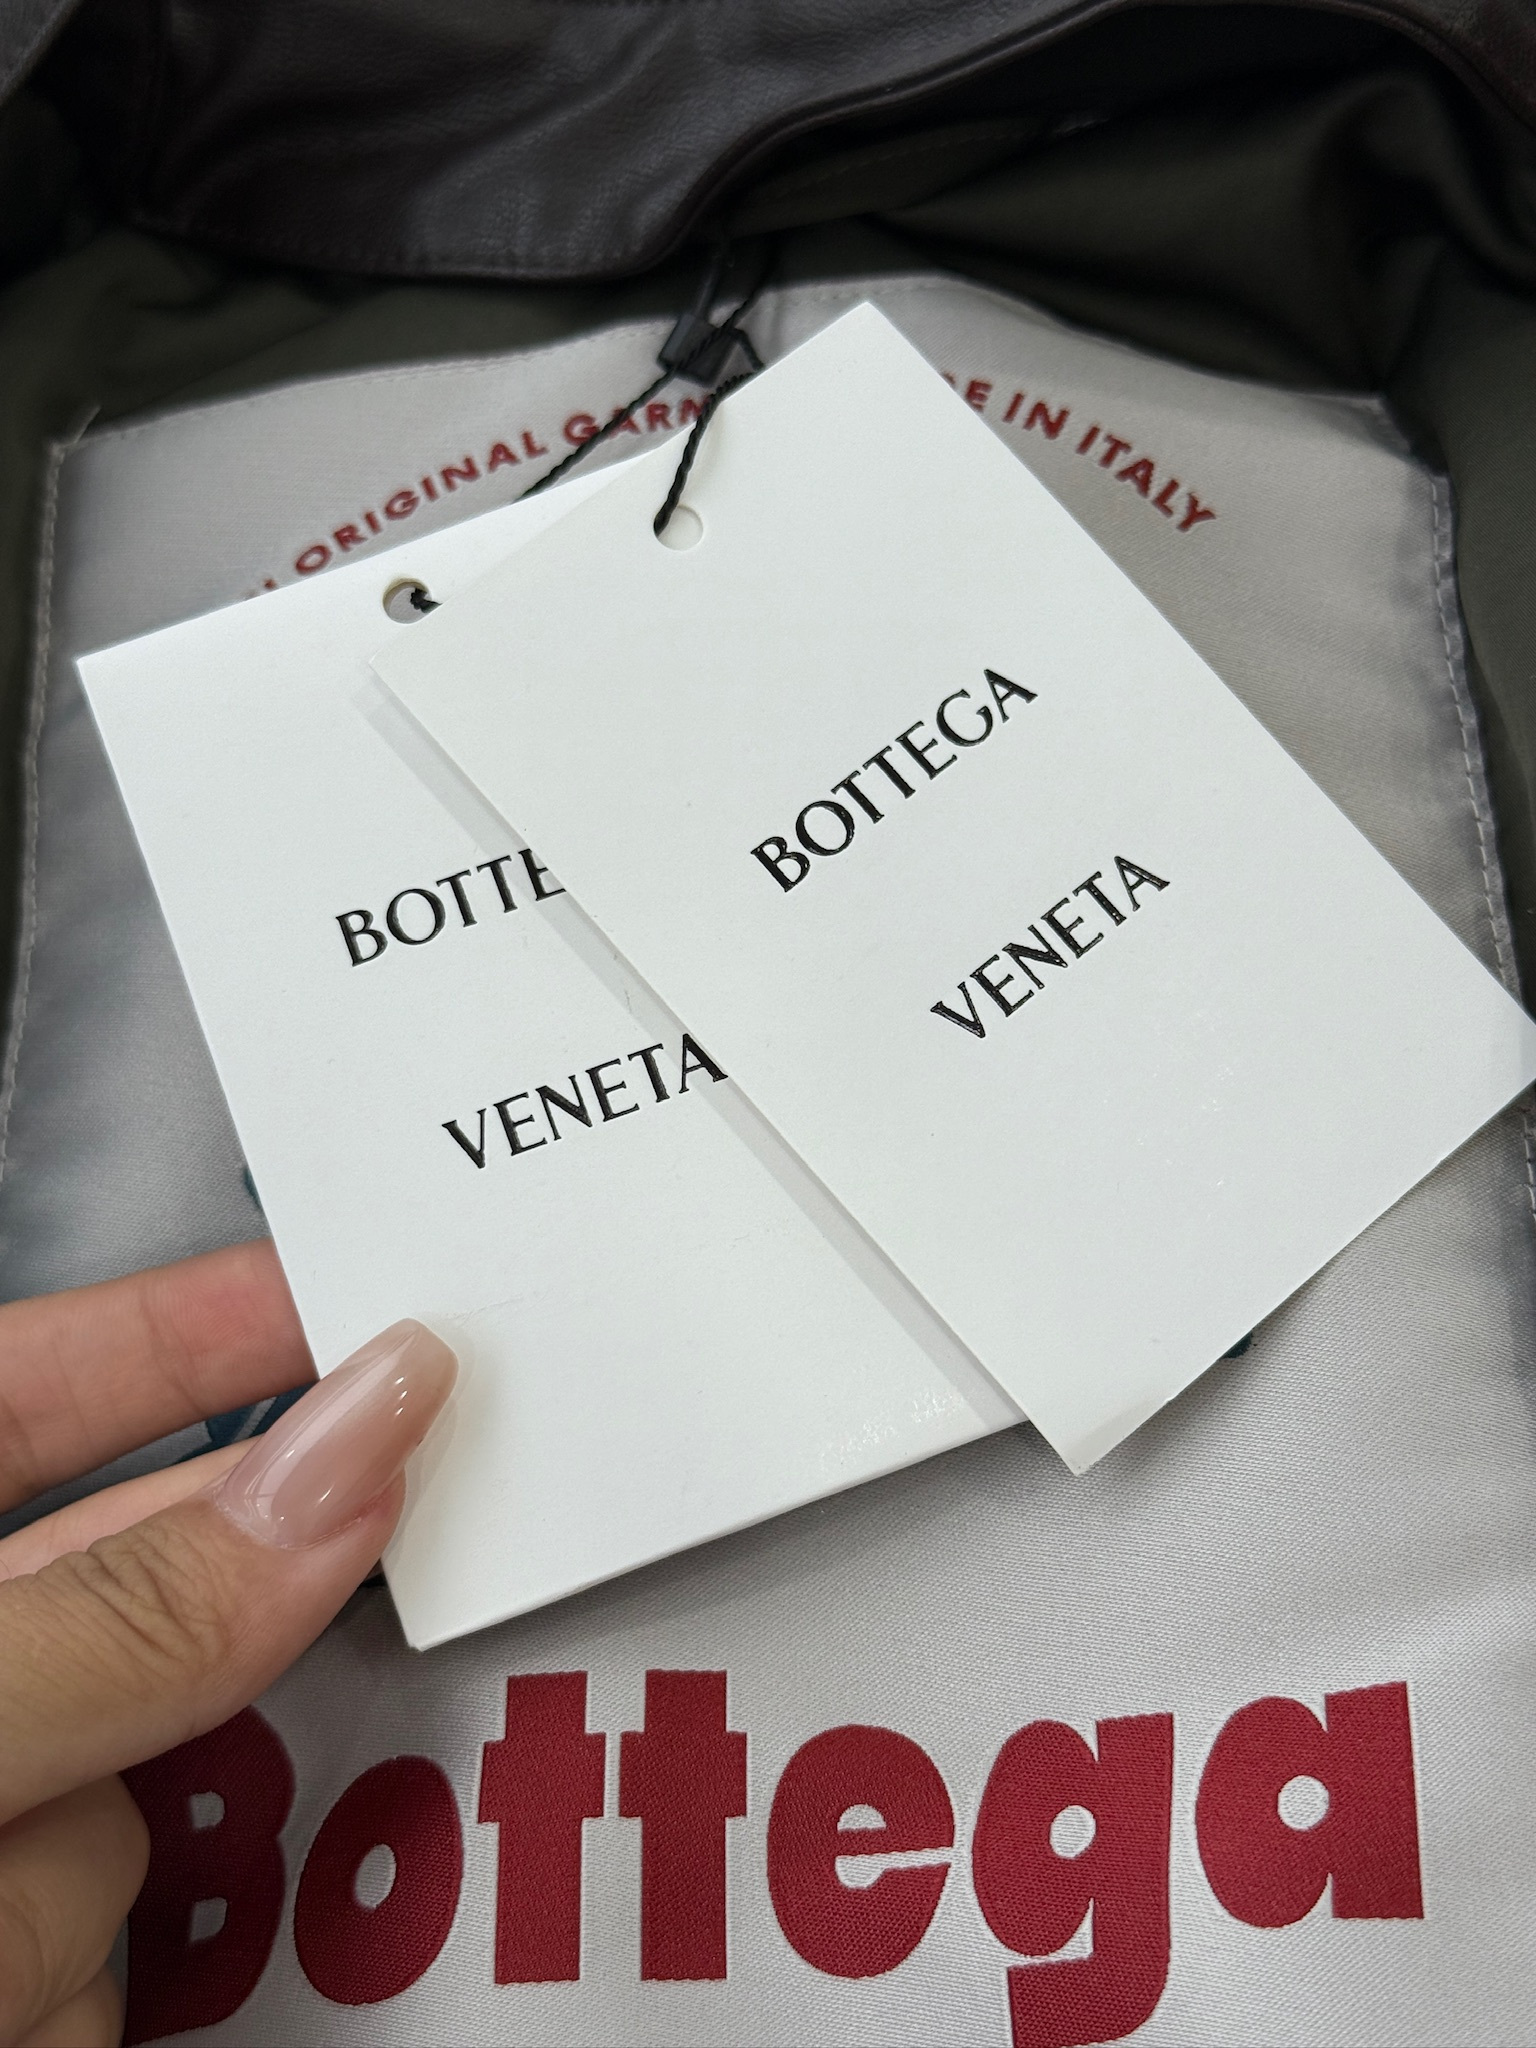 ORIGINAL GARM
E IN ITALY
BOTTE
VENETA
BOTTEGA
VENETA
Bottega